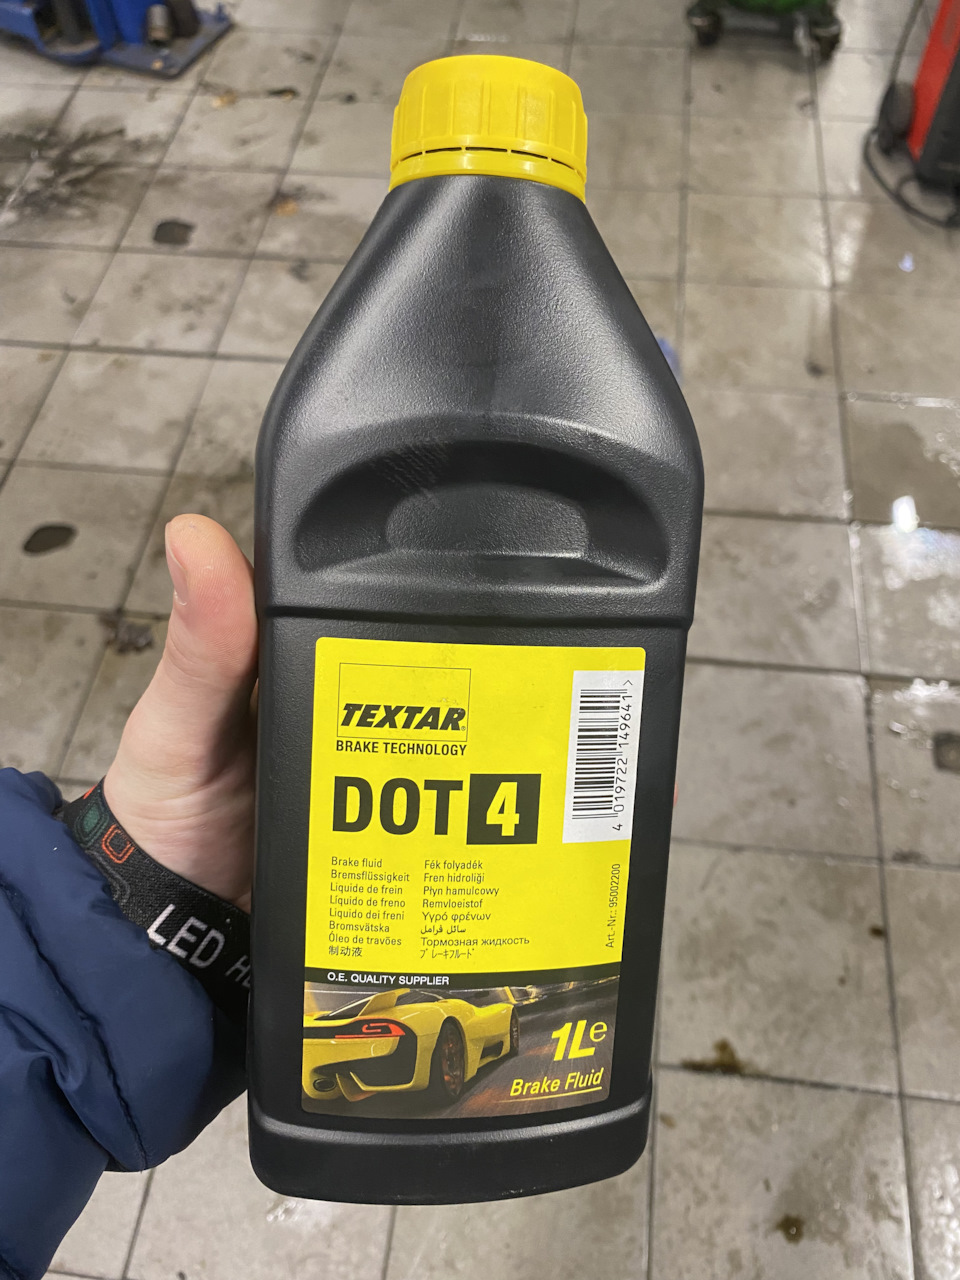 TEXTAR®
BRAKE TECHNOLOGY
DOT 4
Brake fluid
Bremsflüssigkeit
Liquide de frein
Líquido de freno
Liquido dei freni
Bromsvätska
Óleo de travões
制动液
Fék folyadék
Fren hidroliği
Płyn hamulcowy
Remvloeistof
Υγρό φρένων
سائل فرامل
Тормозная жидкость
ﾌﾞﾚｰｷﾌﾙｰﾄﾞ
4 019722 149641 >
Art.-Nr.: 95002200
O.E. QUALITY SUPPLIER
1L e
Brake Fluid
LED